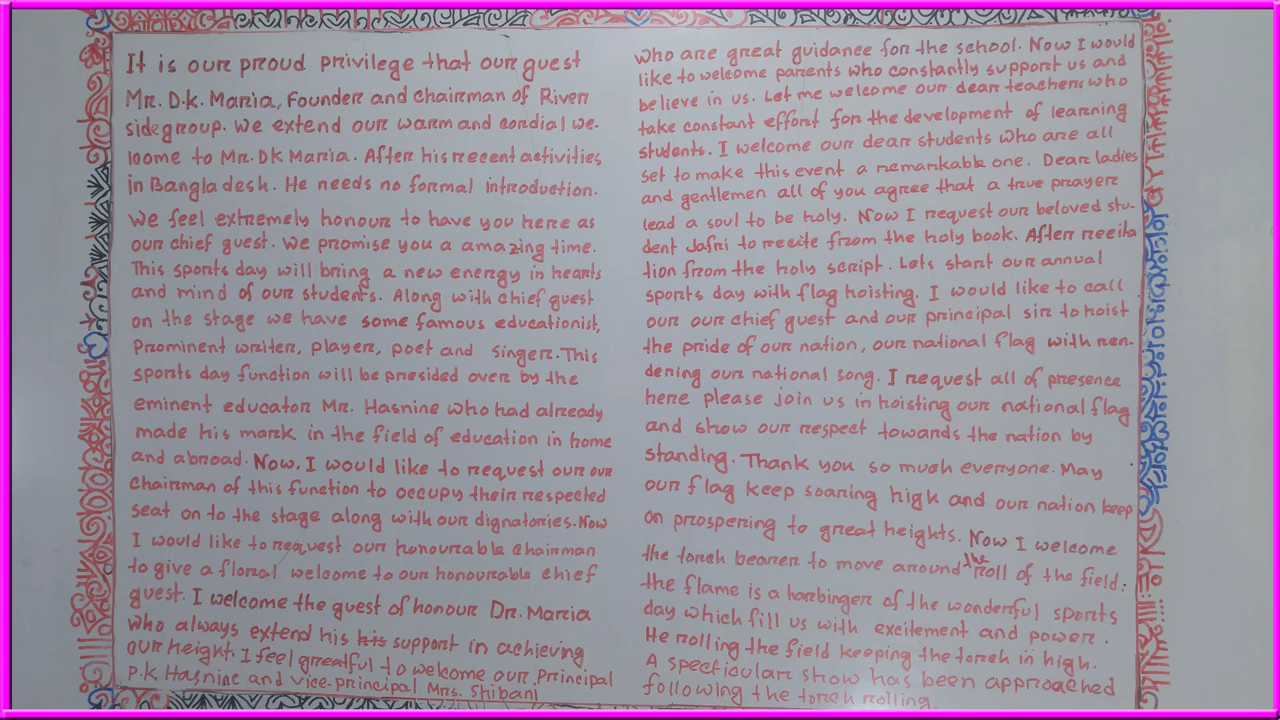 It is our proud privilege that our guest
Mr. D.K. Maria, Founder and Chairman of River
side group. We extend our warm and cordial we-
lcome to Mr. DK Maria. After his recent activities
in Bangladesh. He needs no formal introduction.
We feel extremely honour to have you here as
our chief guest. We promise you a amazing time.
This sports day will bring a new energy in hearts
and mind of our students. Along with chief guest
on the stage we have some famous educationist,
prominent writer, player, poet and singer. This
sports day function will be presided over by the
eminent educator Mr. Hasnine who had already
made his mark in the field of education in home
and abroad. Now, I would like to request our our
chairman of this function to occupy their respected
seat on to the stage along with our dignatories. Now
I would like to request our honourable chairman
to give a floral welcome to our honourable chief
guest. I welcome the guest of honour Dr. Maria
who always extend his his support in achieving
our height. I feel greatful to welcome our principal
P.K Hasnine and vice-principal Mrs. Shibani
who are great guidance for the school. Now I would
like to welcome parents who constantly support us and
believe in us. Let me welcome our dear teachers who
take constant effort for the development of learning
students. I welcome our dear students who are all
set to make this event a remarkable one. Dear ladies
and gentlemen all of you agree that a true prayer
lead a soul to be holy. Now I request our beloved stu-
dent Jafri to recite from the holy book. After recita
tion from the holy script. Lets start our annual
sports day with flag hoisting. I would like to call
our our chief guest and our principal sir to hoist
the pride of our nation, our national flag with ren-
dering our national song. I request all of presence
here please join us in hoisting our national flag
and show our respect towards the nation by
standing. Thank you so much everyone. May
our flag keep soaring high and our nation keep
on prospering to great heights. Now I welcome
the torch bearer to move around the roll of the field:
the flame is a harbinger of the wonderful sports
day which fill us with excitement and power.
He rolling the field keeping the torch in high.
A specticular show has been approached
following the torch rolling.